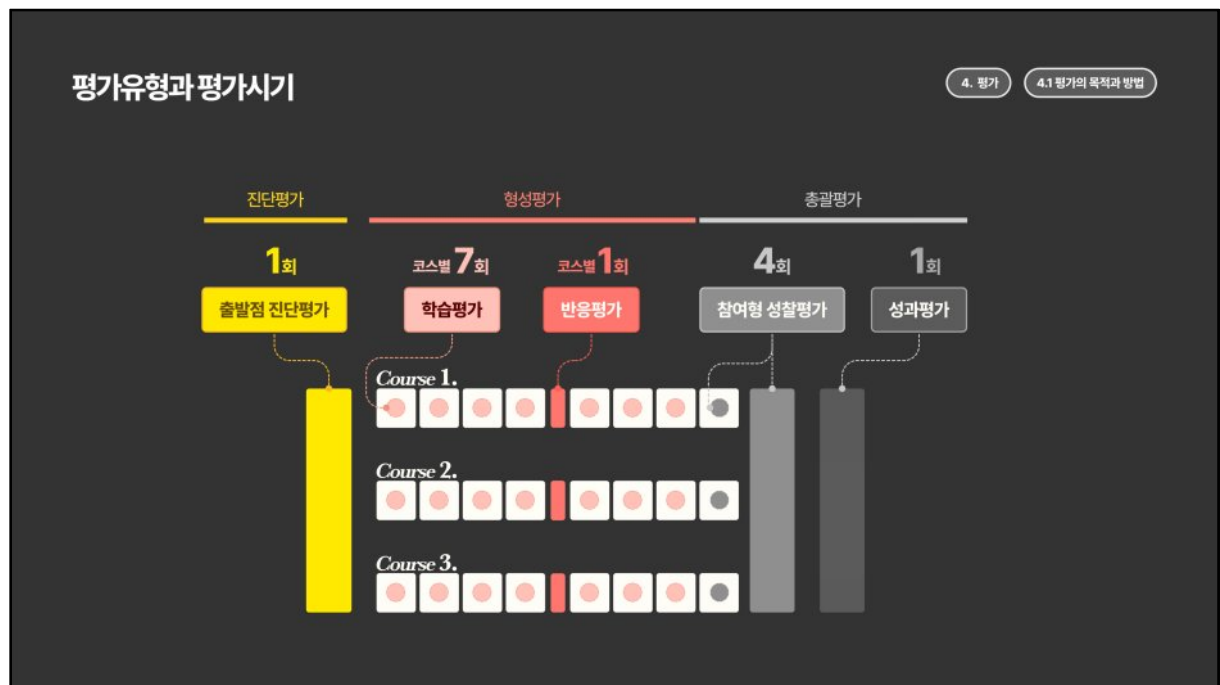 평가유형과 평가시기
4. 평가
4.1 평가의 목적과 방법
진단평가
형성평가
총괄평가
1회
코스별 7회
코스별 1회
4회
1회
출발점 진단평가
학습평가
반응평가
참여형 성찰평가
성과평가
Course 1.
Course 2.
Course 3.